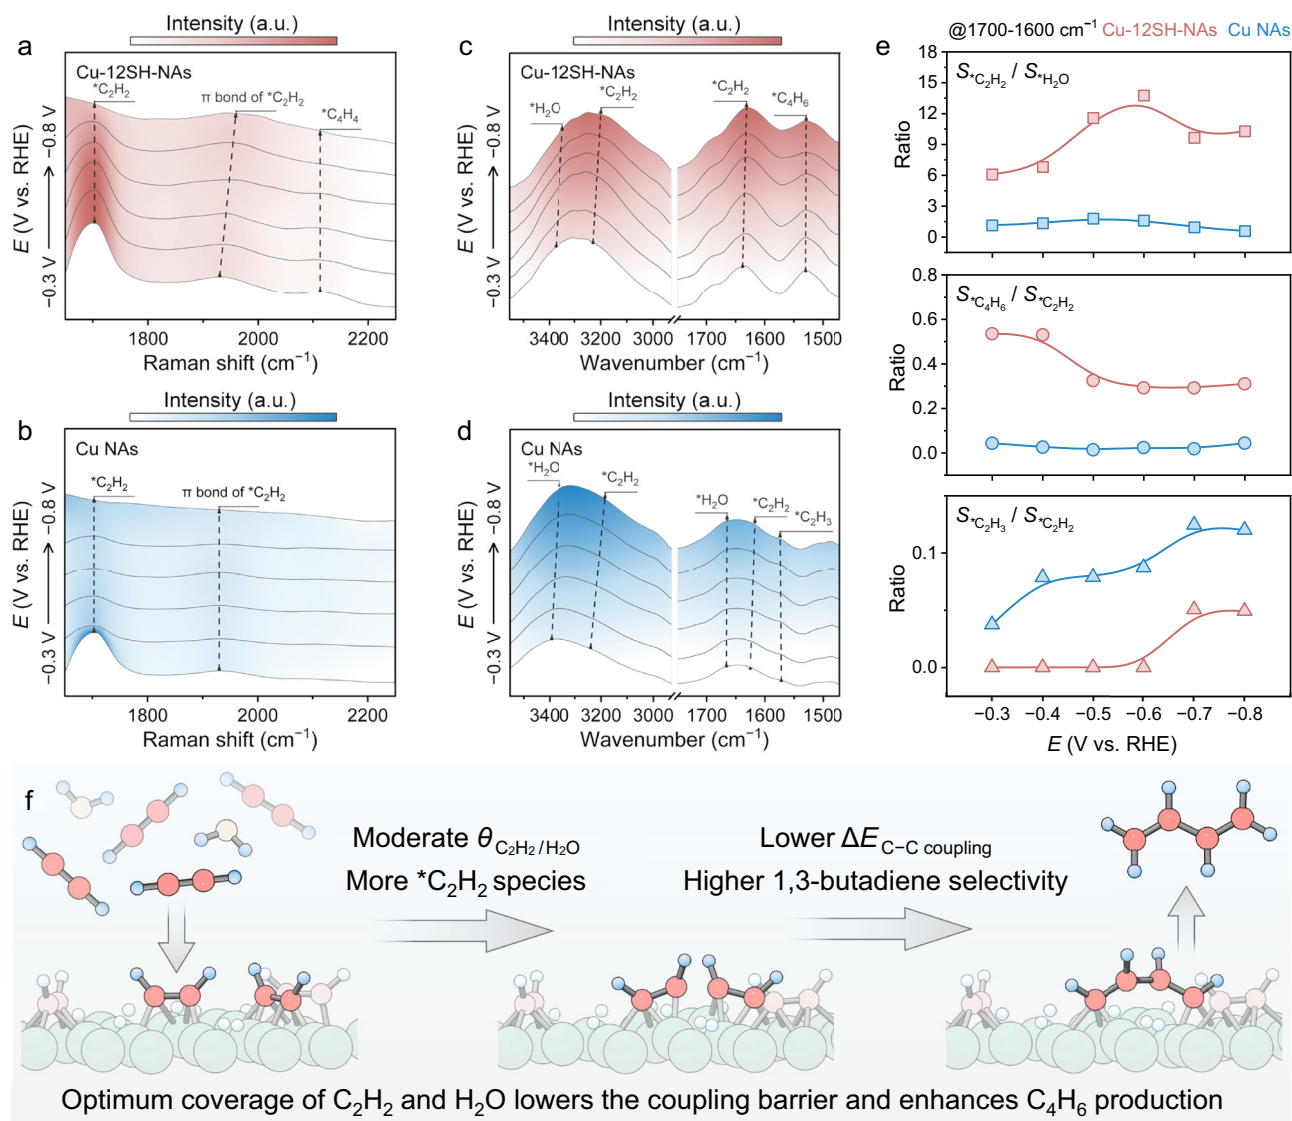 a
Intensity (a.u.)
Cu-12SH-NAs
*C₂H₂
π bond of *C₂H₂
*C₄H₄
E (V vs. RHE)
−0.3 V
−0.8 V
1800 2000 2200
Raman shift (cm⁻¹)
b
Intensity (a.u.)
Cu NAs
*C₂H₂
π bond of *C₂H₂
E (V vs. RHE)
−0.3 V
−0.8 V
1800 2000 2200
Raman shift (cm⁻¹)
c
Intensity (a.u.)
Cu-12SH-NAs
*H₂O
*C₂H₂
*C₂H₂
*C₄H₆
E (V vs. RHE)
−0.3 V
−0.8 V
3400 3200 3000 1700 1600 1500
Wavenumber (cm⁻¹)
d
Intensity (a.u.)
Cu NAs
*H₂O
*C₂H₂
*H₂O
*C₂H₂
*C₂H₃
E (V vs. RHE)
−0.3 V
−0.8 V
3400 3200 3000 1700 1600 1500
Wavenumber (cm⁻¹)
e
@1700-1600 cm⁻¹ Cu-12SH-NAs Cu NAs
S*C₂H₂ / S*H₂O
18
15
12
9
6
3
0
Ratio
S*C₄H₆ / S*C₂H₂
0.8
0.6
0.4
0.2
0.0
Ratio
S*C₂H₃ / S*C₂H₂
0.1
0.0
Ratio
−0.3 −0.4 −0.5 −0.6 −0.7 −0.8
E (V vs. RHE)
f
Moderate θC₂H₂/H₂O
More *C₂H₂ species
Lower ΔEC−C coupling
Higher 1,3-butadiene selectivity
Optimum coverage of C₂H₂ and H₂O lowers the coupling barrier and enhances C₄H₆ production